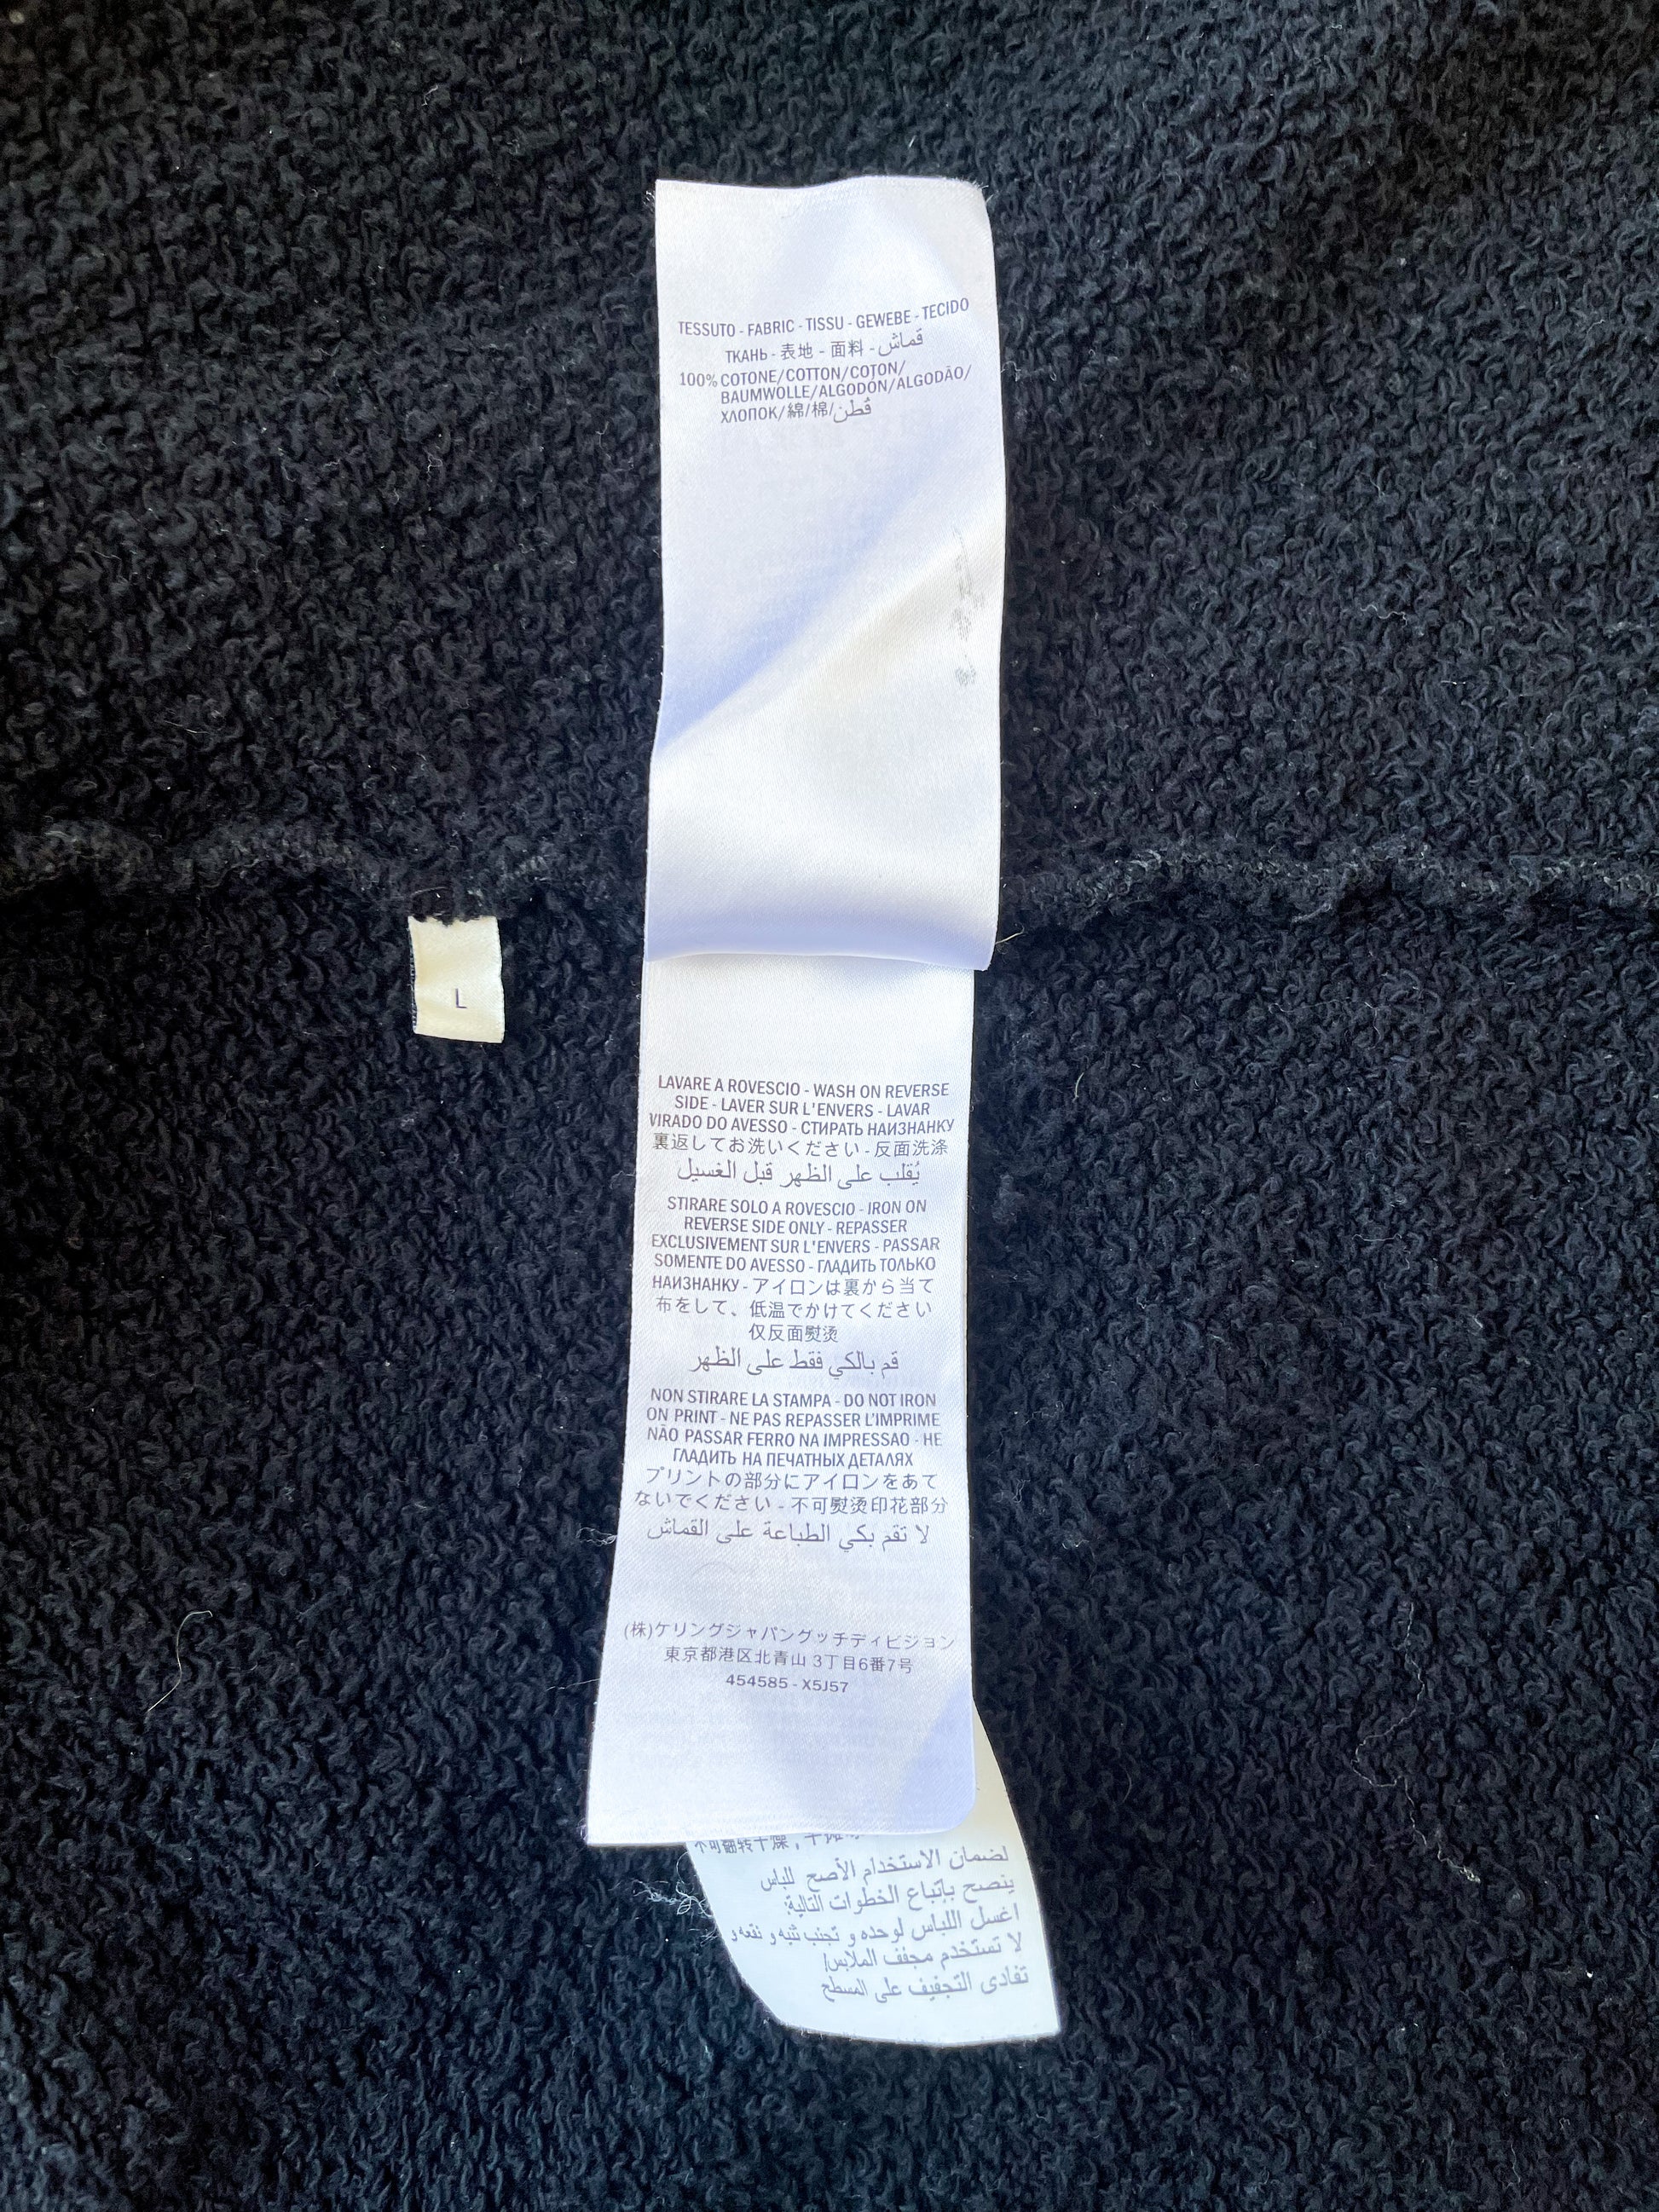 TESSUTO - FABRIC - TISSU - GEWEBE - TECIDO
ТКАНЬ - 表地 - 面料 - قماش
100% COTONE/COTTON/COTON/
BAUMWOLLE/ALGODÓN/ALGODÃO/
ХЛОПОК/綿/棉/قُطن
L
LAVARE A ROVESCIO - WASH ON REVERSE
SIDE - LAVER SUR L'ENVERS - LAVAR
VIRADO DO AVESSO - СТИРАТЬ НАИЗНАНКУ
裏返してお洗いください - 反面洗涤
يُقلب على الظهر قبل الغسيل
STIRARE SOLO A ROVESCIO - IRON ON
REVERSE SIDE ONLY - REPASSER
EXCLUSIVEMENT SUR L'ENVERS - PASSAR
SOMENTE DO AVESSO - ГЛАДИТЬ ТОЛЬКО
НАИЗНАНКУ - アイロンは裏から当て
布をして、低温でかけてください
仅反面熨烫
قم بالكي فقط على الظهر
NON STIRARE LA STAMPA - DO NOT IRON
ON PRINT - NE PAS REPASSER L'IMPRIME
NÃO PASSAR FERRO NA IMPRESSAO - НЕ
ГЛАДИТЬ НА ПЕЧАТНЫХ ДЕТАЛЯХ
プリントの部分にアイロンをあて
ないでください - 不可熨烫印花部分
لا تقم بكي الطباعة على القماش
(株)ケリングジャパングッチディビジョン
東京都港区北青山 3丁目6番7号
454585 - X5J57
不可翻转干燥，
لضمان الاستخدام الأصح للباس
ينصح بإتباع الخطوات التالية:
اغسل اللباس لوحده و تجنب ثنيه و نقعه و
لا تستخدم مجفف الملابس/
تفادى التجفيف على المسطح